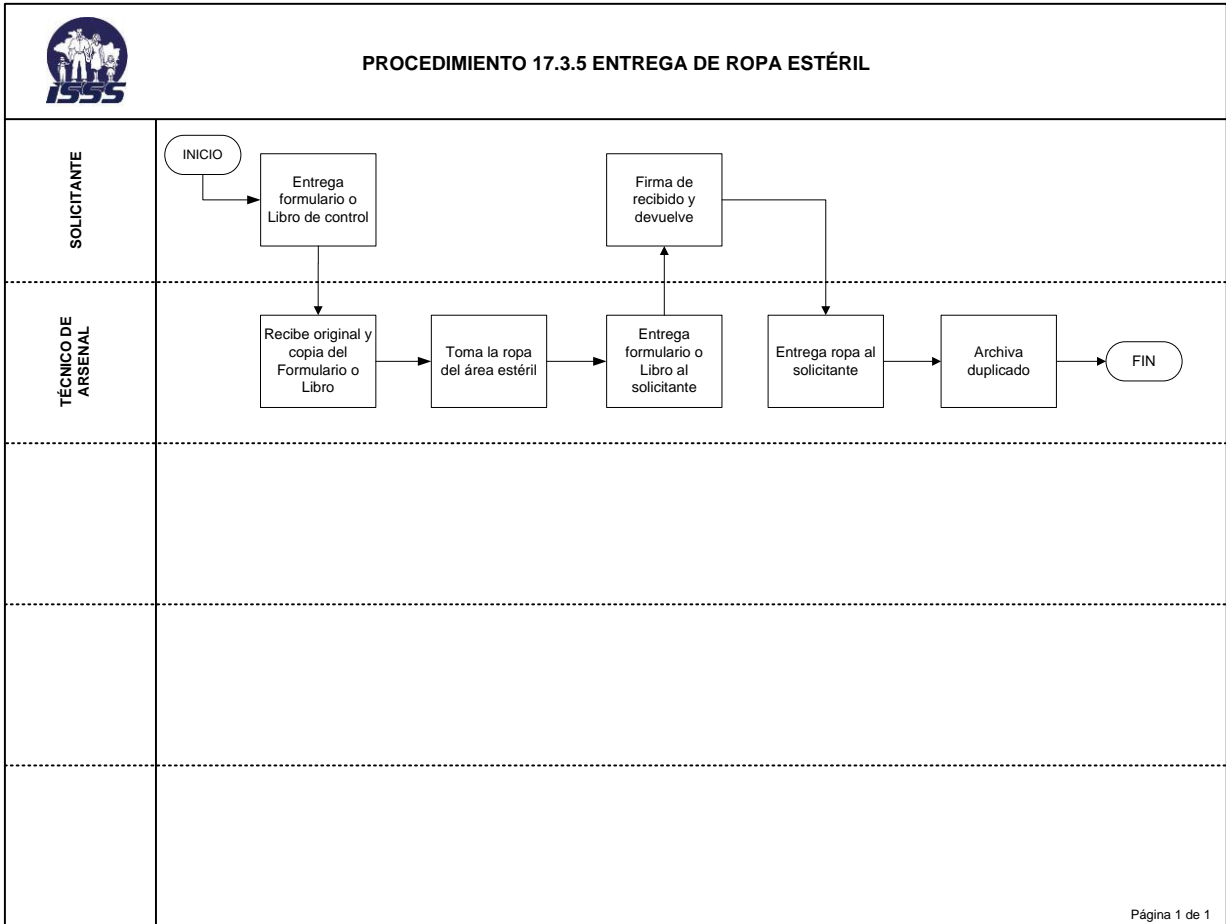 ISSS
PROCEDIMIENTO 17.3.5 ENTREGA DE ROPA ESTÉRIL
SOLICITANTE
INICIO
Entrega
formulario o
Libro de control
Firma de
recibido y
devuelve
TÉCNICO DE
ARSENAL
Recibe original y
copia del
Formulario o
Libro
Toma la ropa
del área estéril
Entrega
formulario o
Libro al
solicitante
Entrega ropa al
solicitante
Archiva
duplicado
FIN
Página 1 de 1